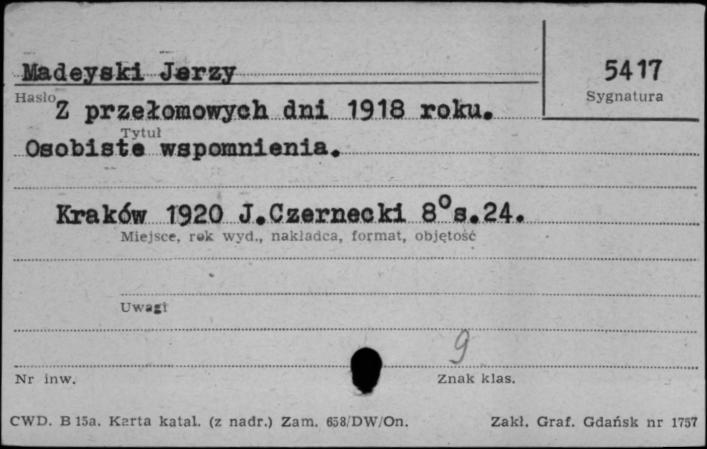 Madeyski Jerzy
5417
Hasło
Sygnatura
Z przełomowych dni 1918 roku.
Tytuł
Osobiste wspomnienia.
Kraków 1920 J.Czernecki 8°s.24.
Miejsce, rok wyd., nakładca, format, objętość
Uwagi
9
Nr inw.
Znak klas.
CWD. B 15a. Karta katal. (z nadr.) Zam. 658/DW/On.
Zakł. Graf. Gdańsk nr 1757